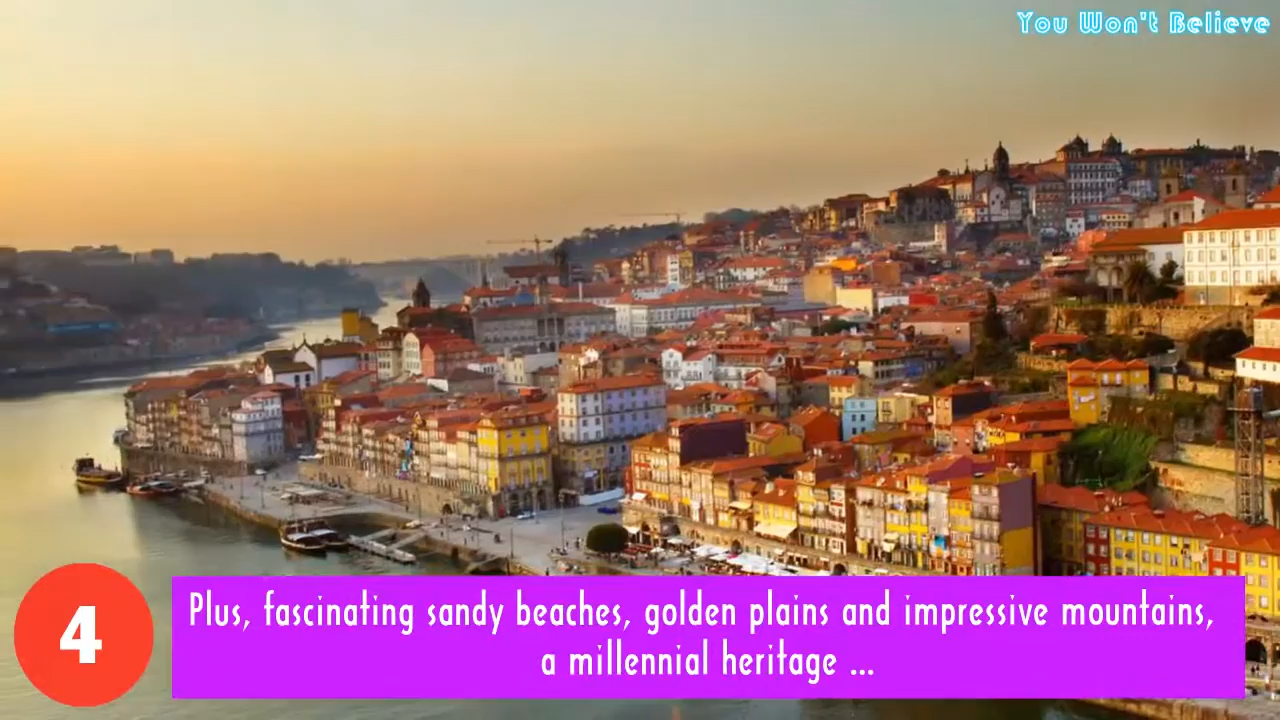 You Won't Believe
4
Plus, fascinating sandy beaches, golden plains and impressive mountains,
a millennial heritage ...